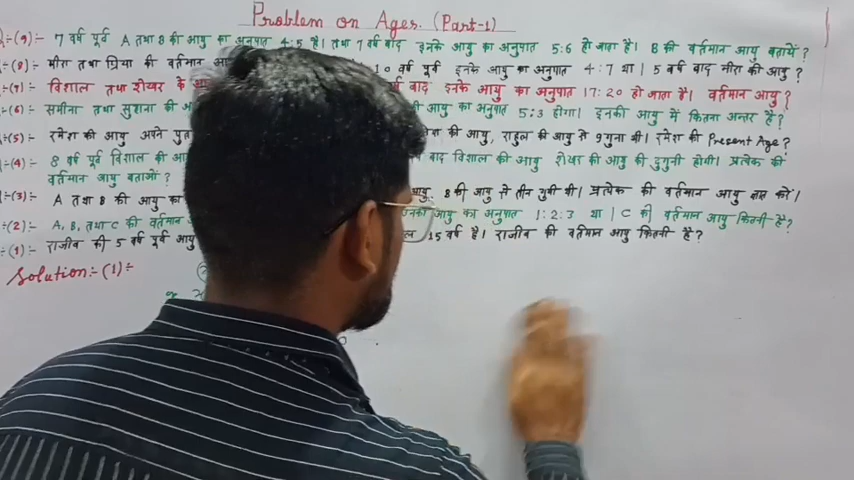 Problem on Ages. (Part-1)
(9):- 7 वर्ष पूर्व A तथा B की आयु का अनुपात 4:5 है। तथा 7 वर्ष बाद इनके आयु का अनुपात 5:6 हो जाता है। B की वर्तमान आयु बतायें?
(8):- मीरा तथा प्रिया की वर्तमान 10 वर्ष पूर्व इनके आयु का अनुपात 4:7 था। 5 वर्ष बाद मीरा की आयु?
(7):- विशाल तथा शेखर के बाद इनके आयु का अनुपात 17:20 हो जाता है। वर्तमान आयु?
(6):- समीना तथा सुहाना की की आयु का अनुपात 5:3 होगा। इनकी आयु में कितना अन्तर है?
(5):- रमेश की आयु अपने की आयु, राहुल की आयु से 9 गुना थी। रमेश की Present Age?
(4):- 8 वर्ष पूर्व विशाल की बाद विशाल की आयु शेखर की आयु की दुगुनी होगी। प्रत्येक की
वर्तमान आयु बताओ?
(3):- A तथा B की आयु का आयु, B की आयु से तीन गुनी थी। प्रत्येक की वर्तमान आयु ज्ञात करें।
(2):- A, B, तथा C की वर्तमान उनकी आयु का अनुपात 1:2:3 था। C की वर्तमान आयु कितनी है?
(1):- राजीव की 5 वर्ष पूर्व आयु 15 वर्ष है। राजीव की वर्तमान आयु कितनी है?
Solution:- (1):-